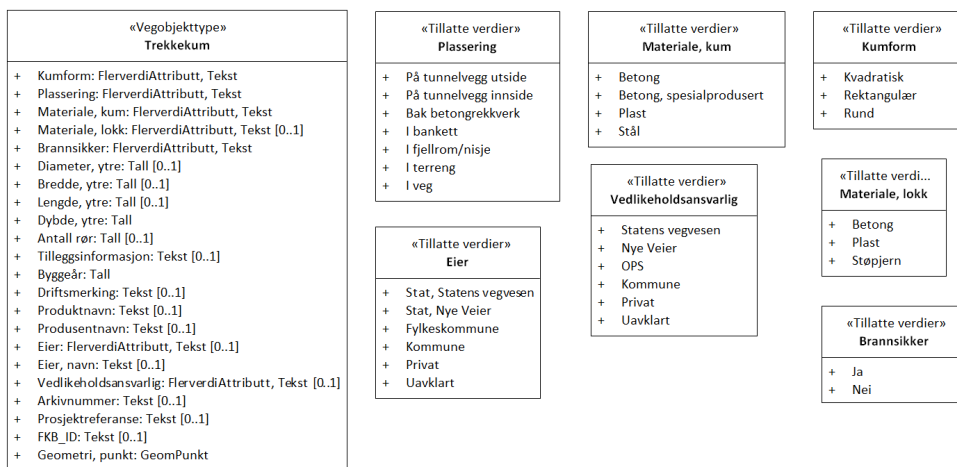 «Vegobjekttype»
Trekkekum
+ Kumform: FlerverdiAttributt, Tekst
+ Plassering: FlerverdiAttributt, Tekst
+ Materiale, kum: FlerverdiAttributt, Tekst
+ Materiale, lokk: FlerverdiAttributt, Tekst [0..1]
+ Brannsikker: FlerverdiAttributt, Tekst
+ Diameter, ytre: Tall [0..1]
+ Bredde, ytre: Tall [0..1]
+ Lengde, ytre: Tall [0..1]
+ Dybde, ytre: Tall
+ Antall rør: Tall [0..1]
+ Tilleggsinformasjon: Tekst [0..1]
+ Byggeår: Tall
+ Driftsmerking: Tekst [0..1]
+ Produktnavn: Tekst [0..1]
+ Produsentnavn: Tekst [0..1]
+ Eier: FlerverdiAttributt, Tekst [0..1]
+ Eier, navn: Tekst [0..1]
+ Vedlikeholdsansvarlig: FlerverdiAttributt, Tekst [0..1]
+ Arkivnummer: Tekst [0..1]
+ Prosjektreferanse: Tekst [0..1]
+ FKB_ID: Tekst [0..1]
+ Geometri, punkt: GeomPunkt
«Tillatte verdier»
Plassering
+ På tunnelvegg utside
+ På tunnelvegg innside
+ Bak betongrekkverk
+ I bankett
+ I fjellrom/nisje
+ I terreng
+ I veg
«Tillatte verdier»
Eier
+ Stat, Statens vegvesen
+ Stat, Nye Veier
+ Fylkeskommune
+ Kommune
+ Privat
+ Uavklart
«Tillatte verdier»
Materiale, kum
+ Betong
+ Betong, spesialprodusert
+ Plast
+ Stål
«Tillatte verdier»
Vedlikeholdsansvarlig
+ Statens vegvesen
+ Nye Veier
+ OPS
+ Kommune
+ Privat
+ Uavklart
«Tillatte verdier»
Kumform
+ Kvadratisk
+ Rektangulær
+ Rund
«Tillatte verdi...
Materiale, lokk
+ Betong
+ Plast
+ Støpjern
«Tillatte verdier»
Brannsikker
+ Ja
+ Nei